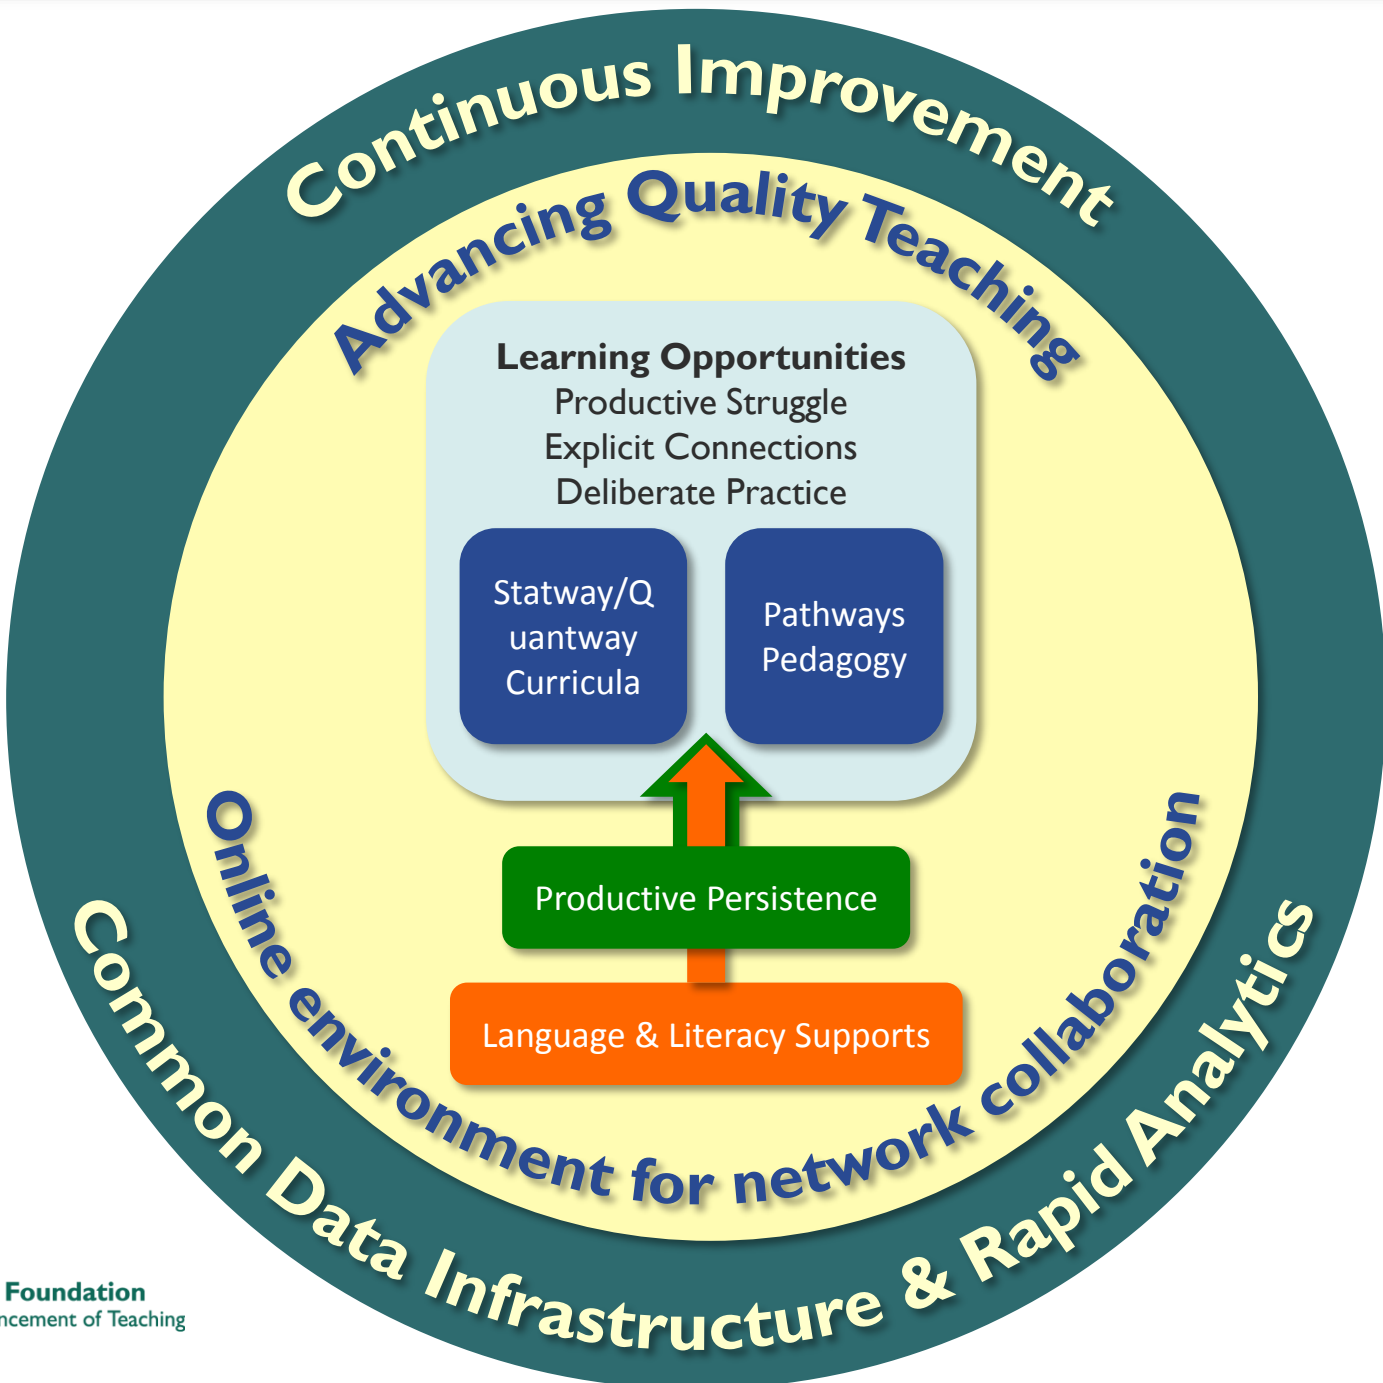 Continuous Improvement
Advancing Quality Teaching
Learning Opportunities
Productive Struggle
Explicit Connections
Deliberate Practice
Statway/Q
uantway
Curricula
Pathways
Pedagogy
Productive Persistence
Language & Literacy Supports
Online environment for network collaboration
Common Data Infrastructure & Rapid Analytics
Foundation
ncement of Teaching